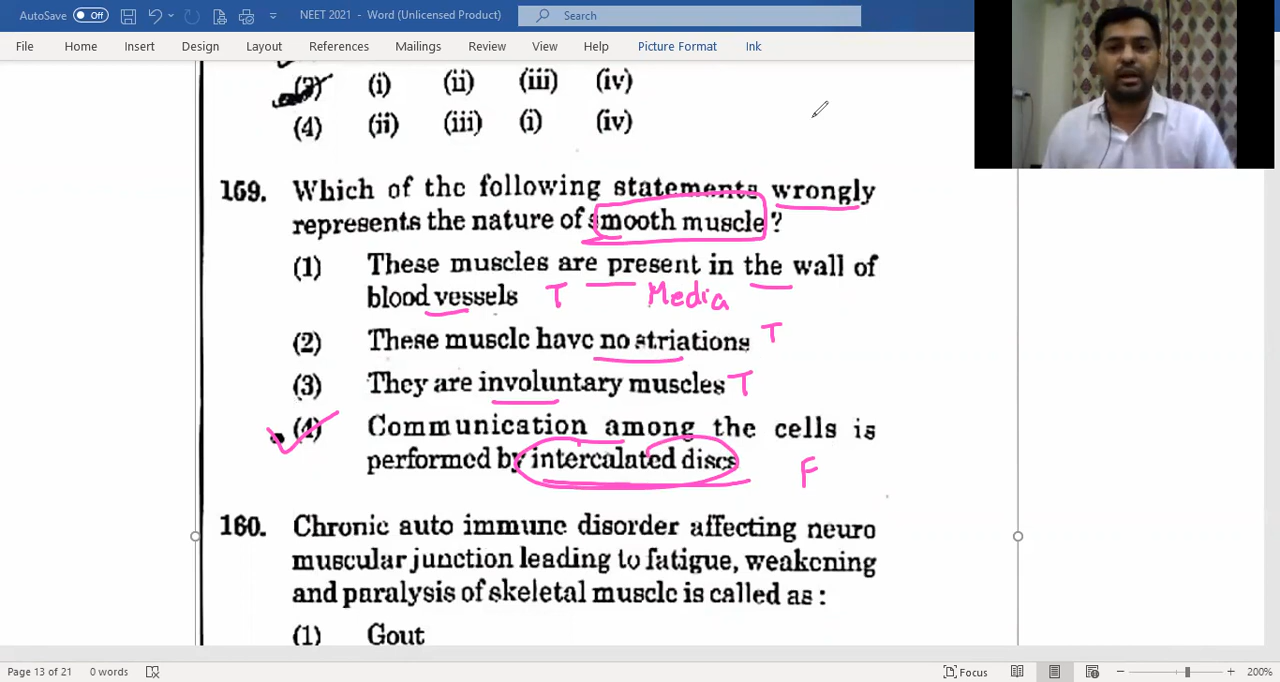 AutoSave Off NEET 2021 - Word (Unlicensed Product) Search
File Home Insert Design Layout References Mailings Review View Help Picture Format Ink
(3) (i) (ii) (iii) (iv)
(4) (ii) (iii) (i) (iv)
159. Which of the following statements wrongly
represents the nature of smooth muscle ?
(1) These muscles are present in the wall of
blood vessels T Media
(2) These muscle have no striations T
(3) They are involuntary muscles T
(4) Communication among the cells is
performed by intercalated discs F
160. Chronic auto immune disorder affecting neuro
muscular junction leading to fatigue, weakening
and paralysis of skeletal muscle is called as :
(1) Gout
Page 13 of 21 0 words Focus 200%